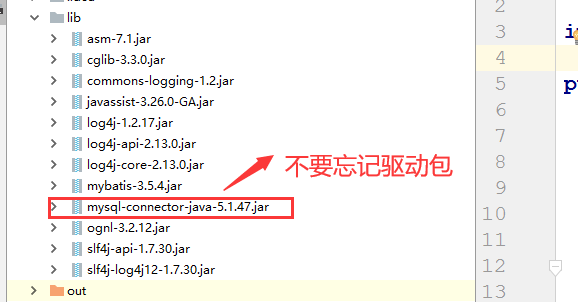 lib
asm-7.1.jar
cglib-3.3.0.jar
commons-logging-1.2.jar
javassist-3.26.0-GA.jar
log4j-1.2.17.jar
log4j-api-2.13.0.jar
log4j-core-2.13.0.jar
mybatis-3.5.4.jar
mysql-connector-java-5.1.47.jar
ognl-3.2.12.jar
slf4j-api-1.7.30.jar
slf4j-log4j12-1.7.30.jar
out
不要忘记驱动包
2
3
4
5
6
7
8
9
10
11
12
13